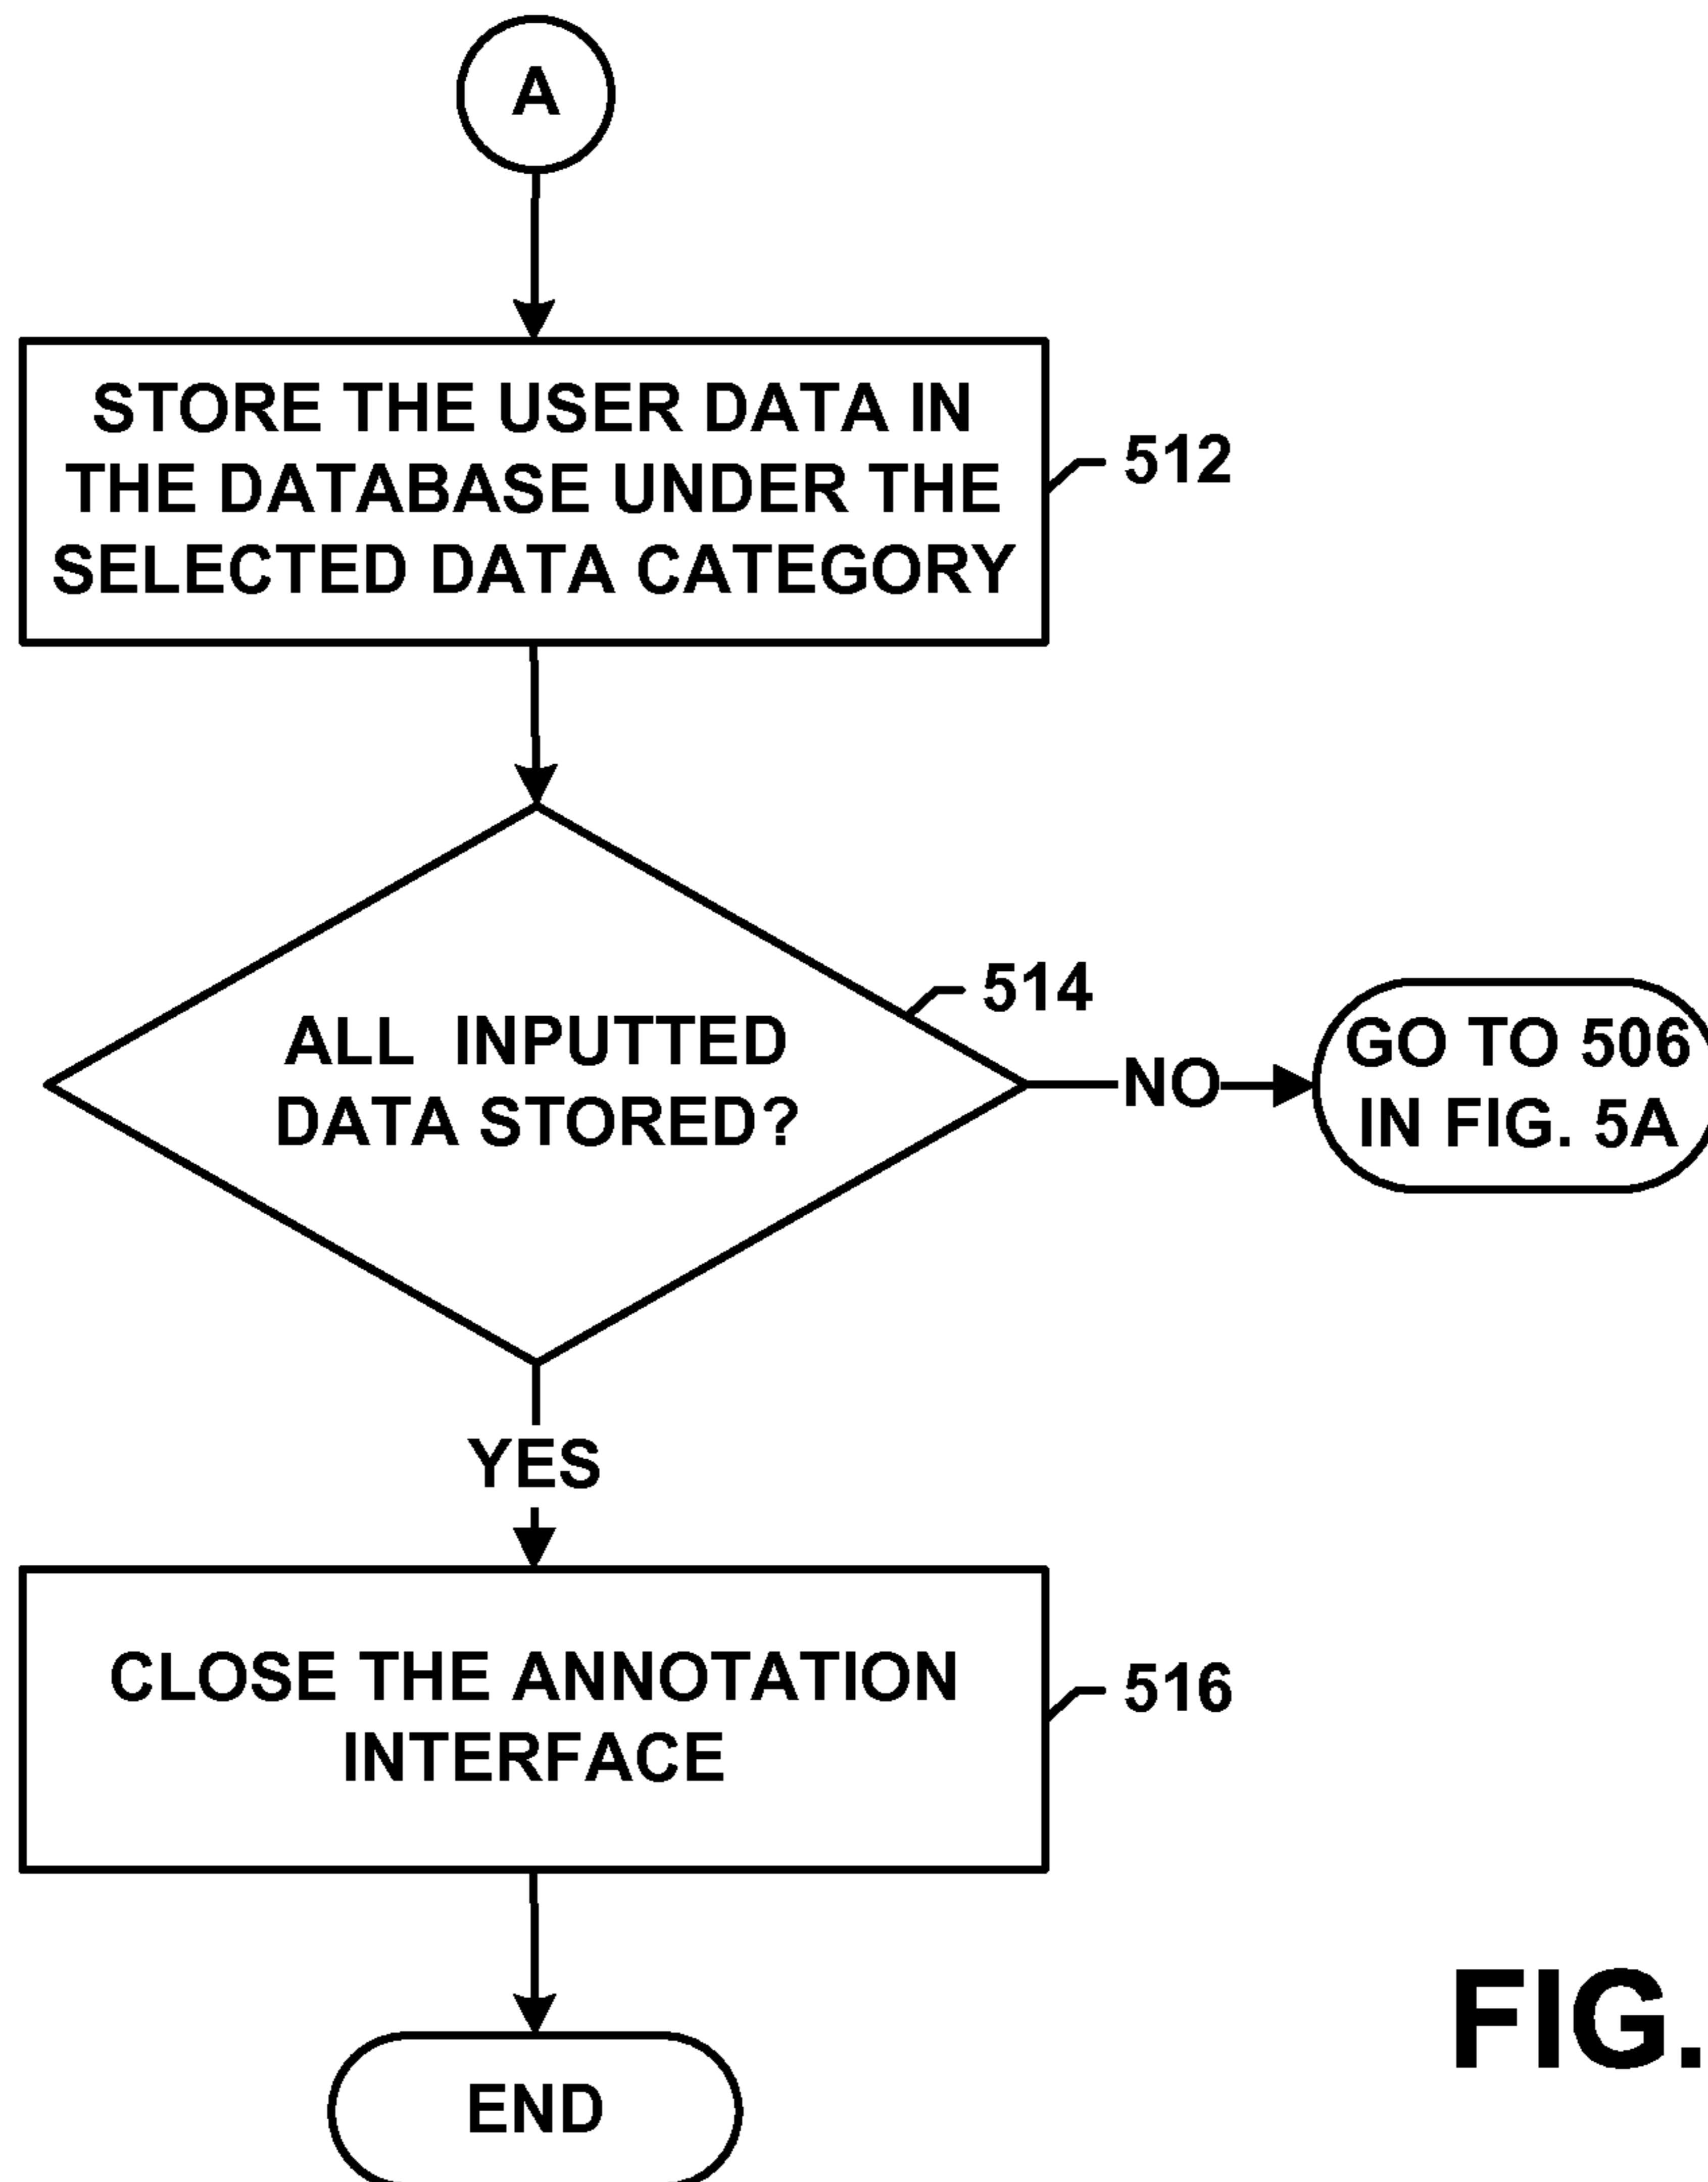 A
STORE THE USER DATA IN
THE DATABASE UNDER THE
SELECTED DATA CATEGORY
512
514
ALL INPUTTED
DATA STORED?
NO
GO TO 506
IN FIG. 5A
YES
CLOSE THE ANNOTATION
INTERFACE
516
END
FIG.